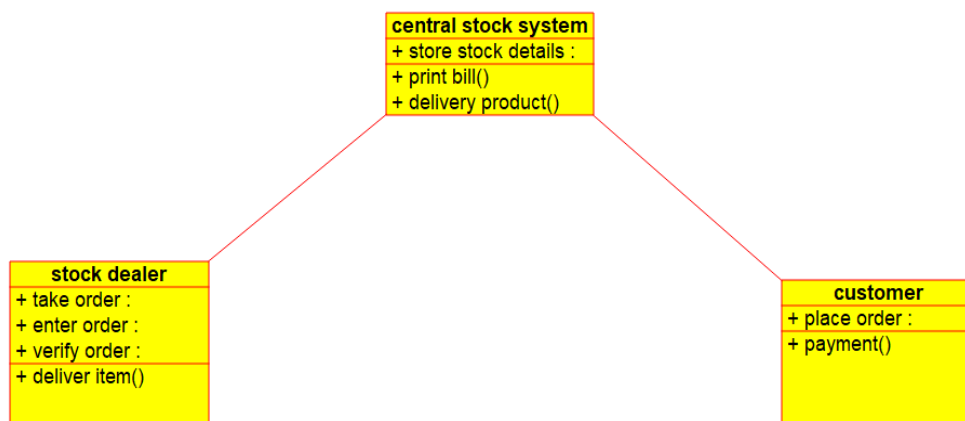 central stock system
+ store stock details :
+ print bill()
+ delivery product()
stock dealer
+ take order :
+ enter order :
+ verify order :
+ deliver item()
customer
+ place order :
+ payment()